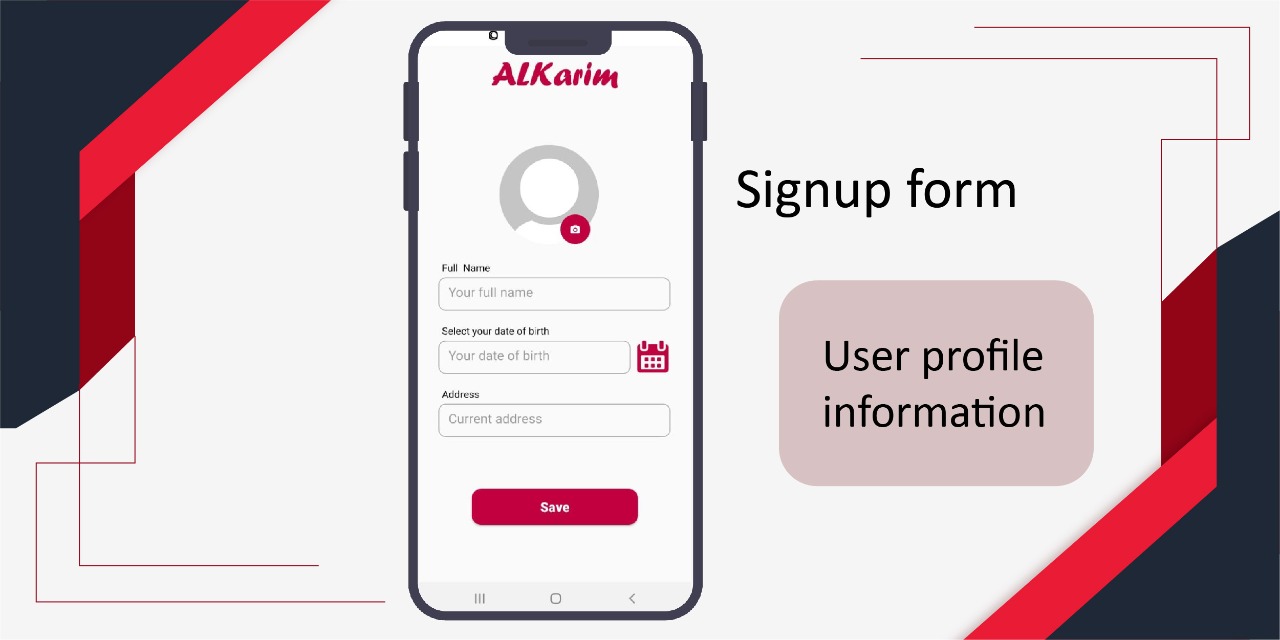 ALKarim
Full Name
Your full name
Select your date of birth
Your date of birth
Address
Current address
Save
Signup form
User profile
information